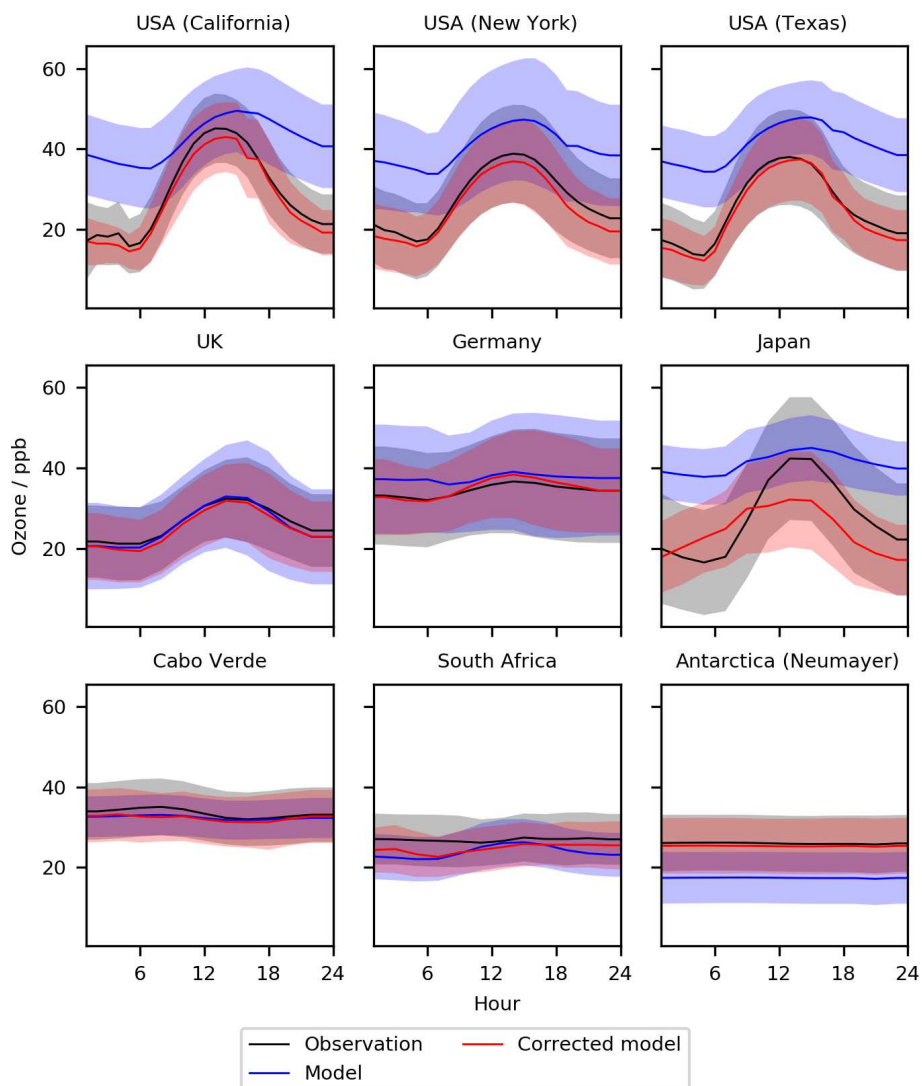 USA (California) USA (New York) USA (Texas)
60
40
20
UK Germany Japan
60
40
20
Ozone / ppb
Cabo Verde South Africa Antarctica (Neumayer)
60
40
20
6 12 18 24 6 12 18 24 6 12 18 24
Hour
Observation Corrected model
Model